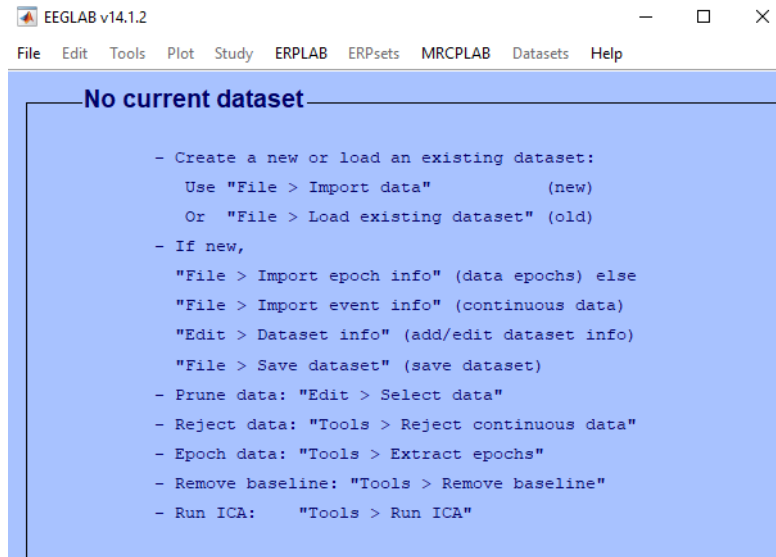 EEGLAB v14.1.2
File Edit Tools Plot Study ERPLAB ERPsets MRCPLAB Datasets Help
No current dataset
- Create a new or load an existing dataset:
Use "File > Import data" (new)
Or "File > Load existing dataset" (old)
- If new,
"File > Import epoch info" (data epochs) else
"File > Import event info" (continuous data)
"Edit > Dataset info" (add/edit dataset info)
"File > Save dataset" (save dataset)
- Prune data: "Edit > Select data"
- Reject data: "Tools > Reject continuous data"
- Epoch data: "Tools > Extract epochs"
- Remove baseline: "Tools > Remove baseline"
- Run ICA: "Tools > Run ICA"